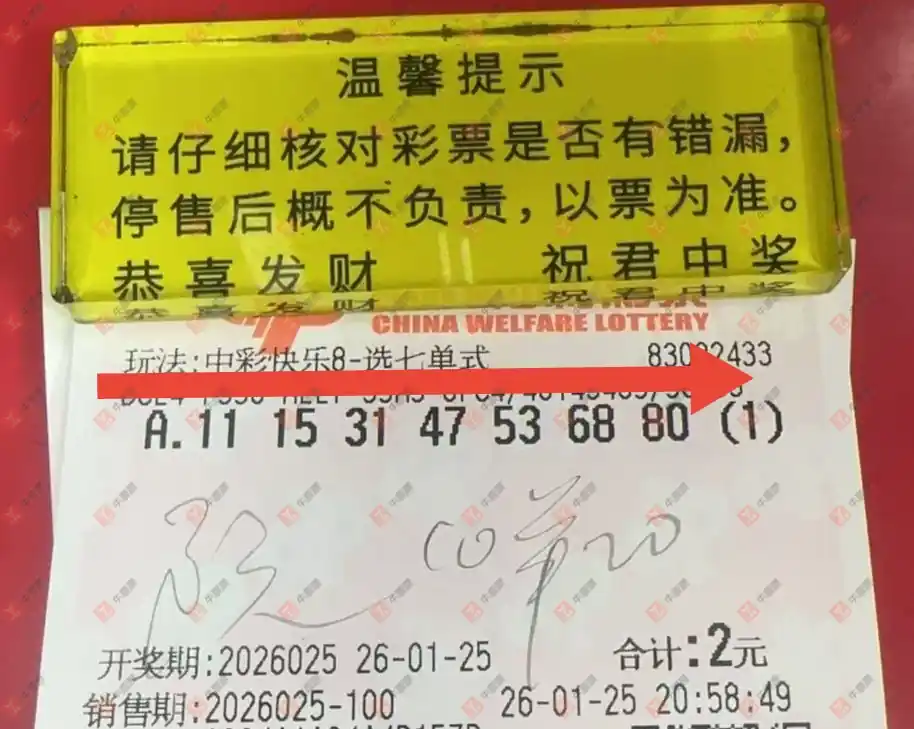 温馨提示
请仔细核对彩票是否有错漏，
停售后概不负责，以票为准。
恭喜发财 祝君中奖
CHINA WELFARE LOTTERY
玩法:中彩快乐8-选七单式 83092433
A.11 15 31 47 53 68 80 (1)
开奖期:2026025 26-01-25 合计:2元
销售期:2026025-100 26-01-25 20:58:49